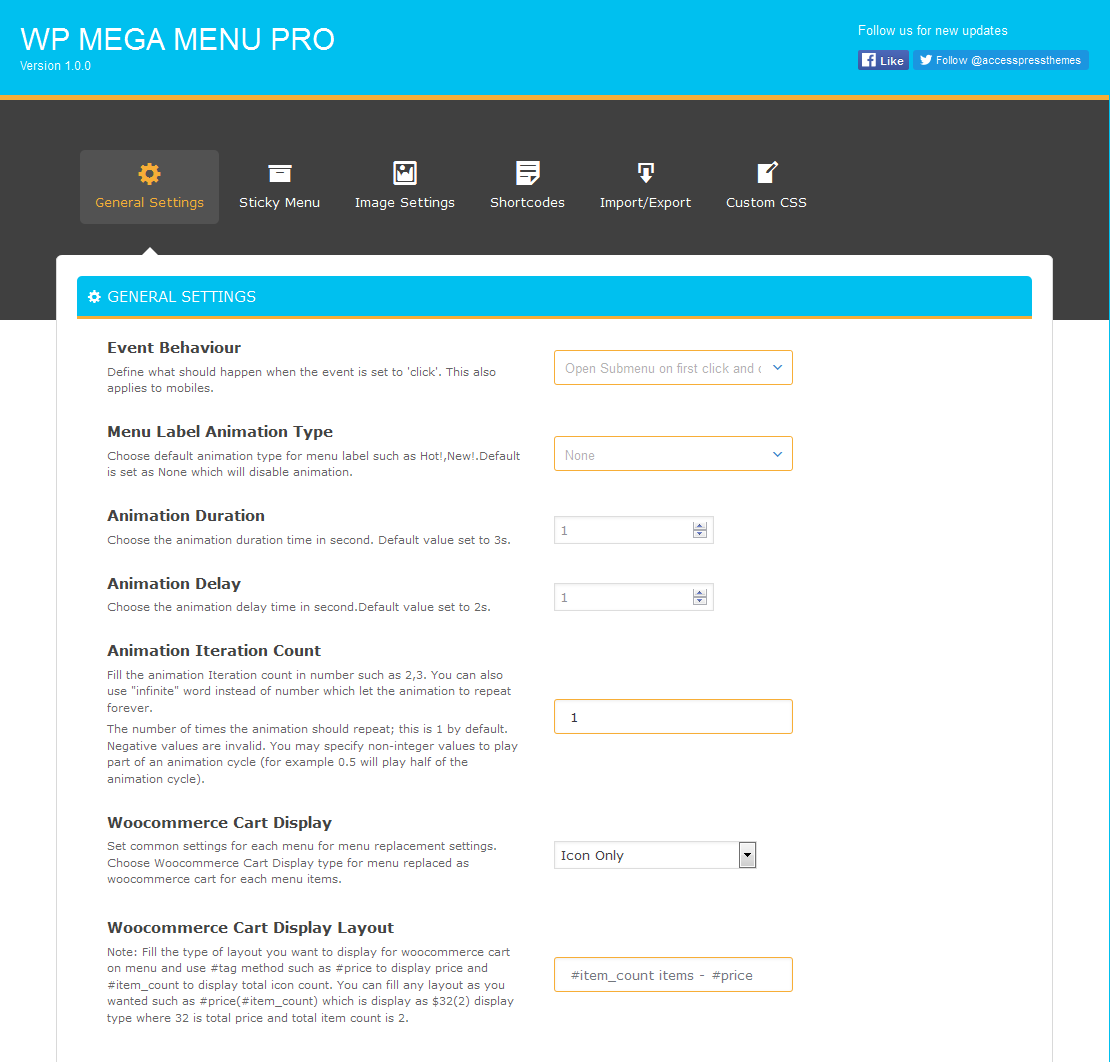 WP MEGA MENU PRO
Version 1.0.0
Follow us for new updates
Like
Follow @accesspressthemes
General Settings
Sticky Menu
Image Settings
Shortcodes
Import/Export
Custom CSS
GENERAL SETTINGS
Event Behaviour
Define what should happen when the event is set to 'click'. This also
applies to mobiles.
Open Submenu on first click and
Menu Label Animation Type
Choose default animation type for menu label such as Hot!,New!.Default
is set as None which will disable animation.
None
Animation Duration
Choose the animation duration time in second. Default value set to 3s.
1
Animation Delay
Choose the animation delay time in second.Default value set to 2s.
1
Animation Iteration Count
Fill the animation Iteration count in number such as 2,3. You can also
use "infinite" word instead of number which let the animation to repeat
forever.
The number of times the animation should repeat; this is 1 by default.
Negative values are invalid. You may specify non-integer values to play
part of an animation cycle (for example 0.5 will play half of the
animation cycle).
1
Woocommerce Cart Display
Set common settings for each menu for menu replacement settings.
Choose Woocommerce Cart Display type for menu replaced as
woocommerce cart for each menu items.
Icon Only
Woocommerce Cart Display Layout
Note: Fill the type of layout you want to display for woocommerce cart
on menu and use #tag method such as #price to display price and
#item_count to display total icon count. You can fill any layout as you
wanted such as #price(#item_count) which is display as $32(2) display
type where 32 is total price and total item count is 2.
#item_count items - #price